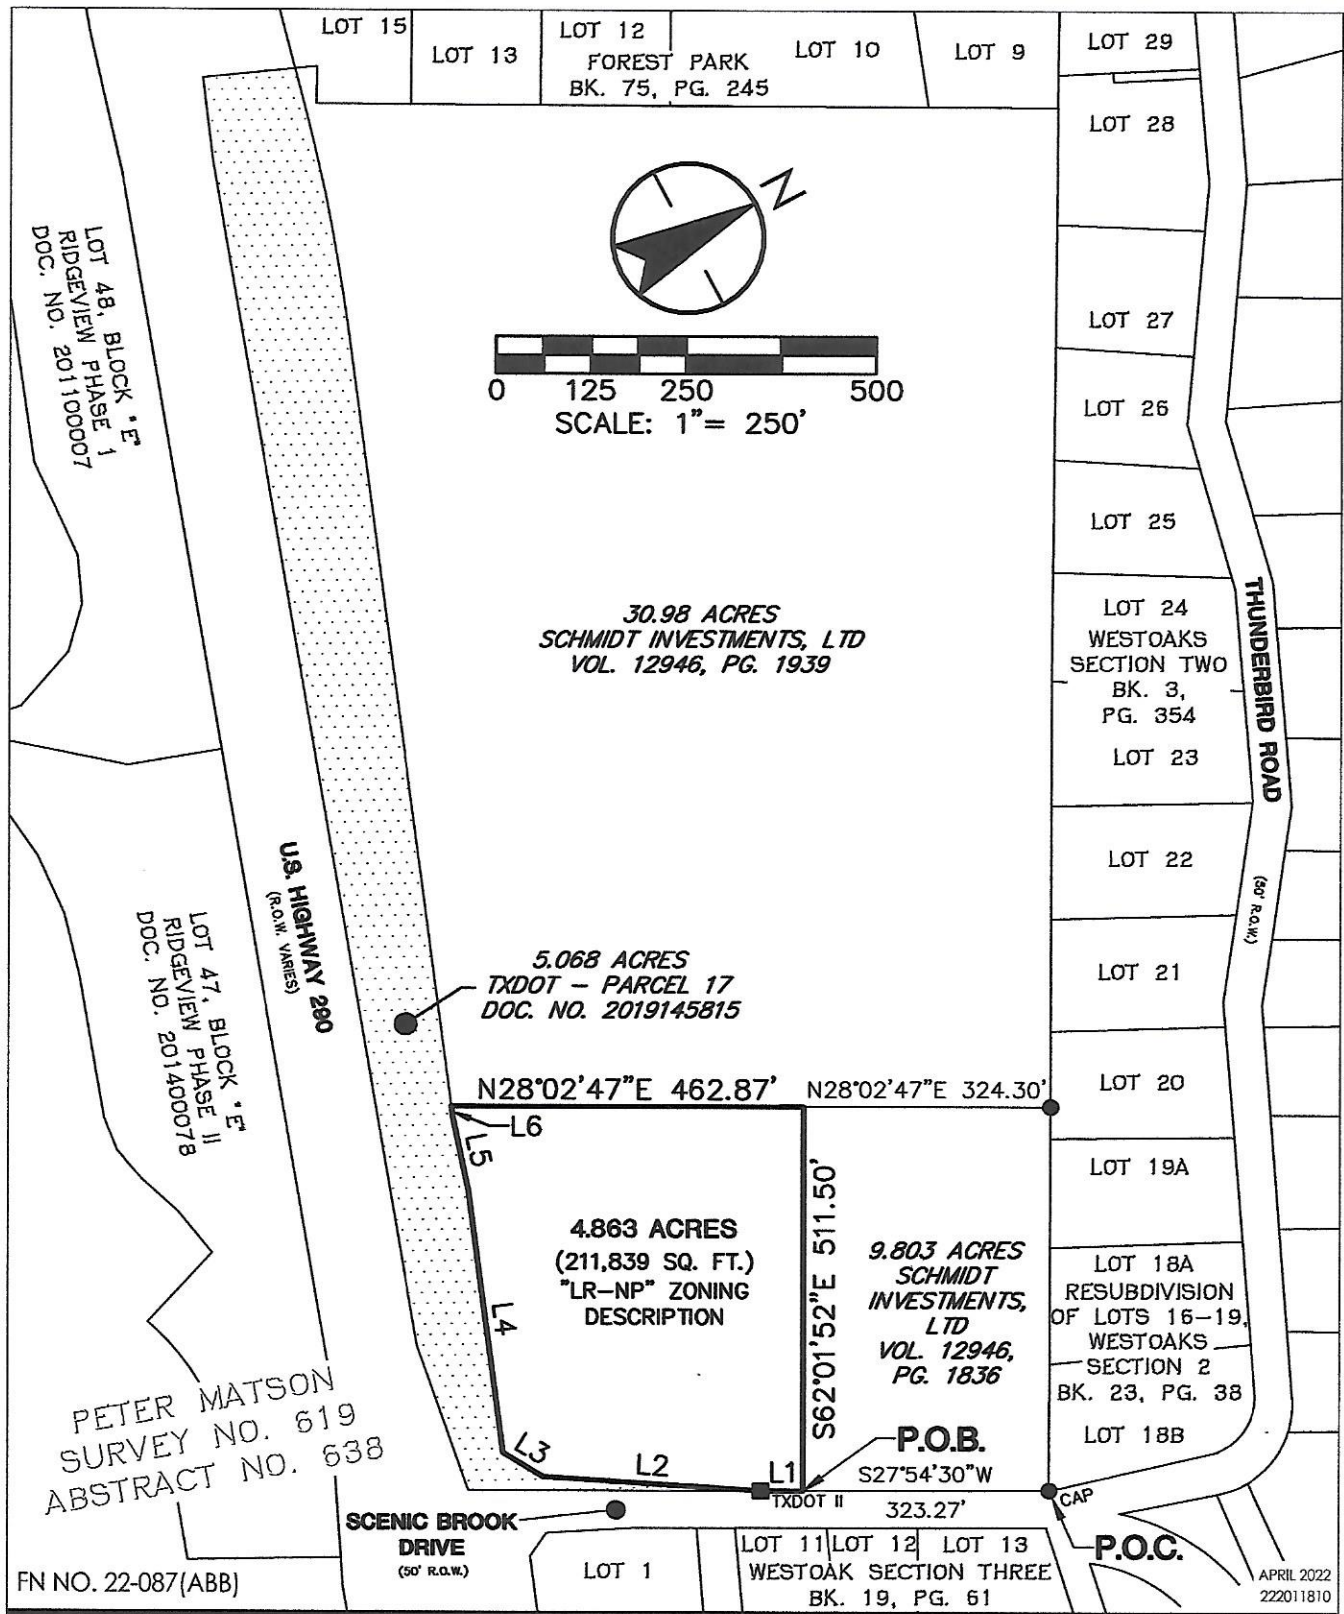 LOT 15
LOT 13
LOT 12
FOREST PARK
BK. 75, PG. 245
LOT 10
LOT 9
LOT 29
LOT 28
N
LOT 48, BLOCK "E"
RIDGEVIEW PHASE 1
DOC. NO. 201100007
0 125 250 500
SCALE: 1"= 250'
LOT 27
LOT 26
LOT 25
30.98 ACRES
SCHMIDT INVESTMENTS, LTD
VOL. 12946, PG. 1939
LOT 24
WESTOAKS
SECTION TWO
BK. 3,
PG. 354
LOT 23
THUNDERBIRD ROAD
(50' R.O.W.)
LOT 22
U.S. HIGHWAY 290
(R.O.W. VARIES)
LOT 47, BLOCK "E"
RIDGEVIEW PHASE II
DOC. NO. 201400078
5.068 ACRES
TXDOT – PARCEL 17
DOC. NO. 2019145815
LOT 21
LOT 20
N28°02'47"E 462.87'
N28°02'47"E 324.30'
L6
L5
LOT 19A
4.863 ACRES
(211,839 SQ. FT.)
"LR–NP" ZONING
DESCRIPTION
L4
S62°01'52"E 511.50'
9.803 ACRES
SCHMIDT
INVESTMENTS,
LTD
VOL. 12946,
PG. 1836
LOT 18A
RESUBDIVISION
OF LOTS 16–19,
WESTOAKS
SECTION 2
BK. 23, PG. 38
LOT 18B
PETER MATSON
SURVEY NO. 619
ABSTRACT NO. 638
L3
L2
L1
P.O.B.
S27°54'30"W
323.27'
TXDOT II
CAP
P.O.C.
SCENIC BROOK
DRIVE
(50' R.O.W.)
LOT 1
LOT 11
LOT 12
LOT 13
WESTOAK SECTION THREE
BK. 19, PG. 61
FN NO. 22-087(ABB)
APRIL 2022
222011810